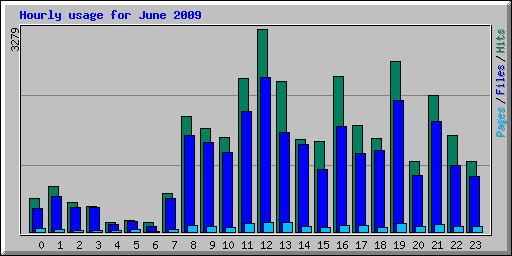 Hourly usage for June 2009
3279
Pages / Files / Hits
0 1 2 3 4 5 6 7 8 9 10 11 12 13 14 15 16 17 18 19 20 21 22 23